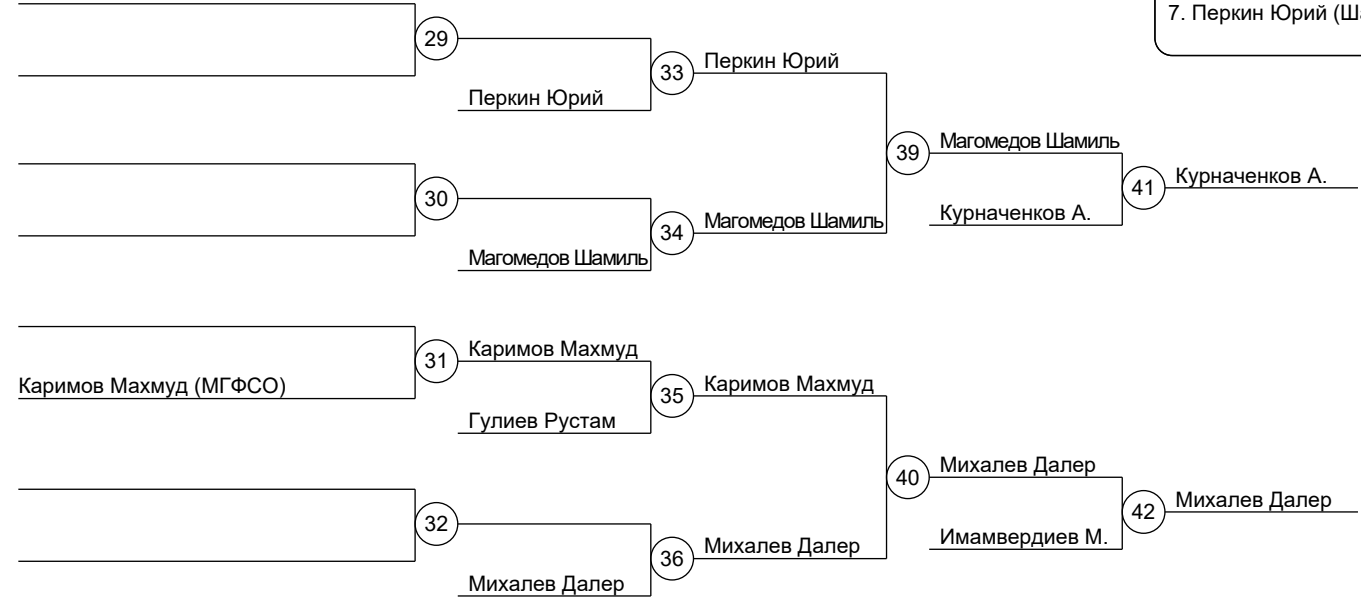 7. Перкин Юрий (Ша
29
33
Перкин Юрий
Перкин Юрий
39
Магомедов Шамиль
30
34
Магомедов Шамиль
41
Курначенков А.
Курначенков А.
Магомедов Шамиль
31
Каримов Махмуд
Каримов Махмуд (МГФСО)
35
Каримов Махмуд
Гулиев Рустам
40
Михалев Далер
32
42
Михалев Далер
Имамвердиев М.
36
Михалев Далер
Михалев Далер